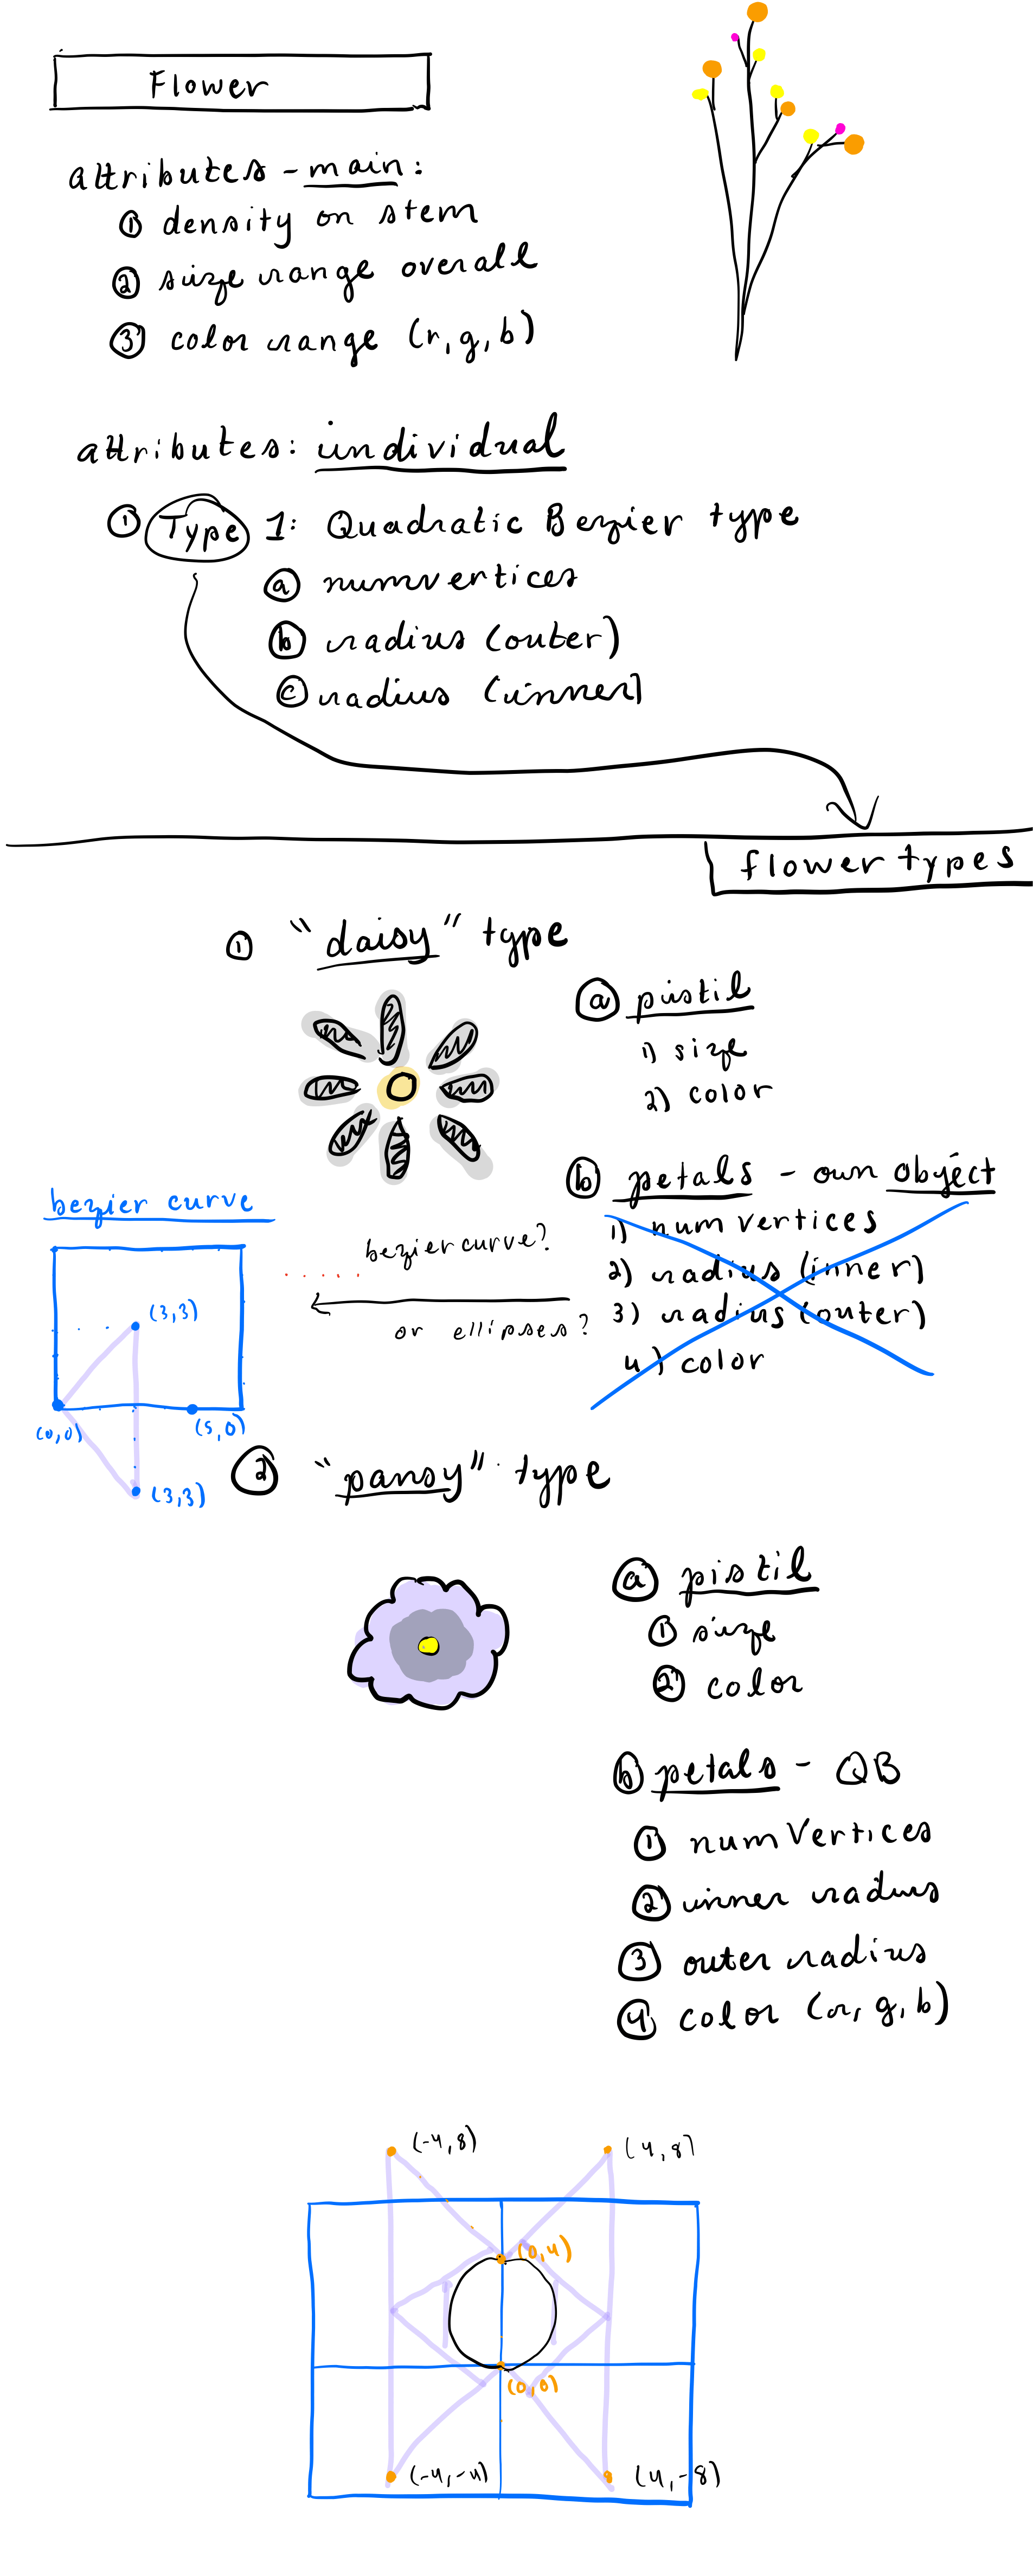 Flower
attributes - main:
① density on stem
② size range overall
③ color range (r, g, b)
attributes: individual
① Type 1: Quadratic Bezier type
ⓐ numvertices
ⓑ radius (outer)
ⓒ radius (inner)
flower types
① "daisy" type
ⓐ pistil
1) size
2) color
ⓑ petals - own object
1) num vertices
2) radius (inner)
3) radius (outer)
4) color
bezier curve?
or ellipses?
bezier curve
(3,3)
(0,0)
(5,0)
(3,3)
② "pansy" type
ⓐ pistil
① size
② color
ⓑ petals - QB
① num Vertices
② inner radius
③ outer radius
④ color (r, g, b)
(-4,8)
(4,8)
(0,4)
(0,0)
(-4,-4)
(4,-8)